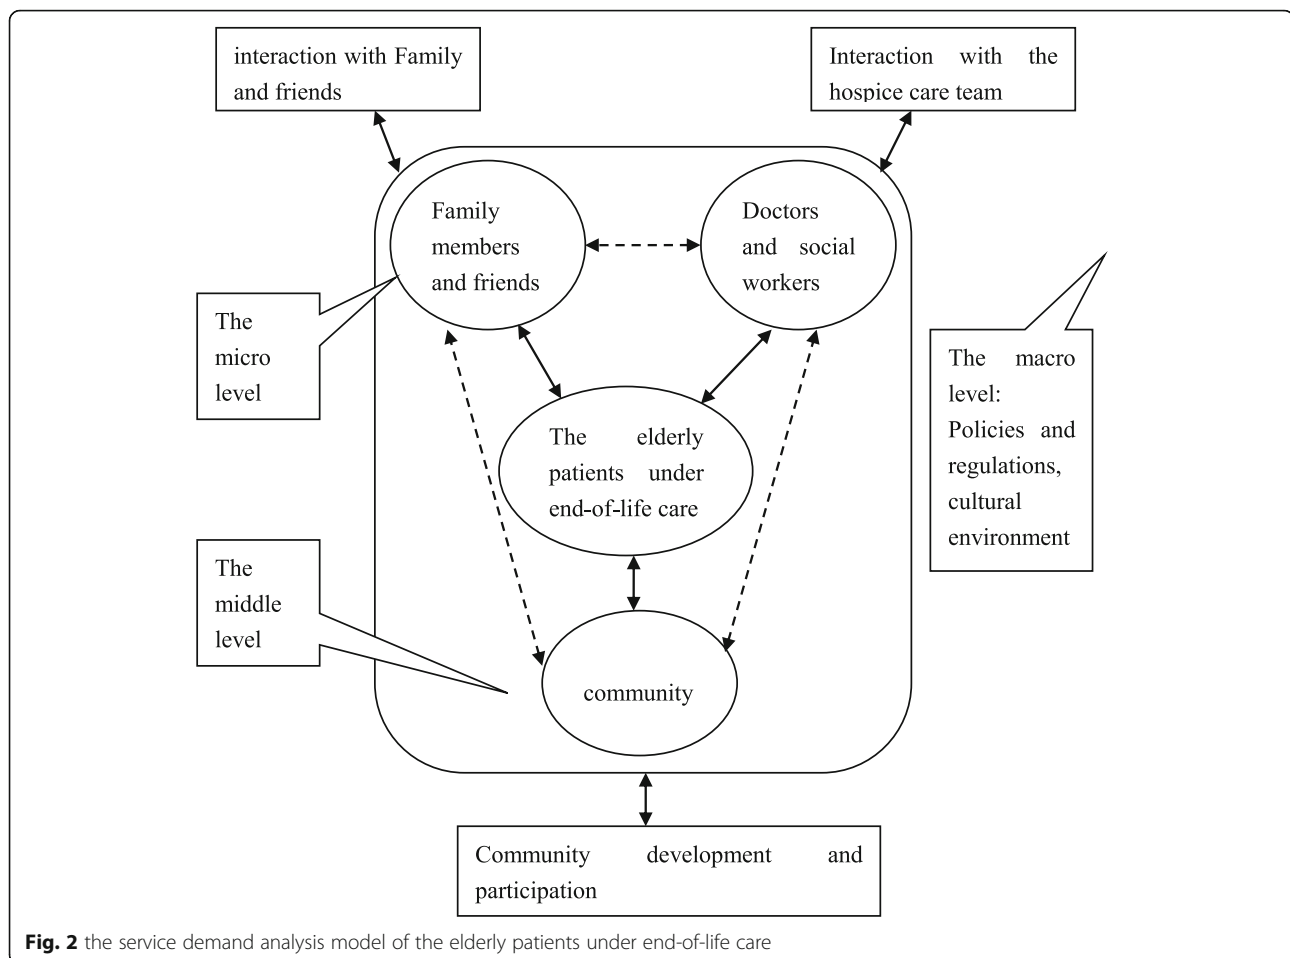 interaction with Family
and friends
Interaction with the
hospice care team
Family
members
and friends
Doctors
and social
workers
The
micro
level
The macro
level:
Policies and
regulations,
cultural
environment
The elderly
patients under
end-of-life care
The
middle
level
community
Community development and
participation
Fig. 2 the service demand analysis model of the elderly patients under end-of-life care